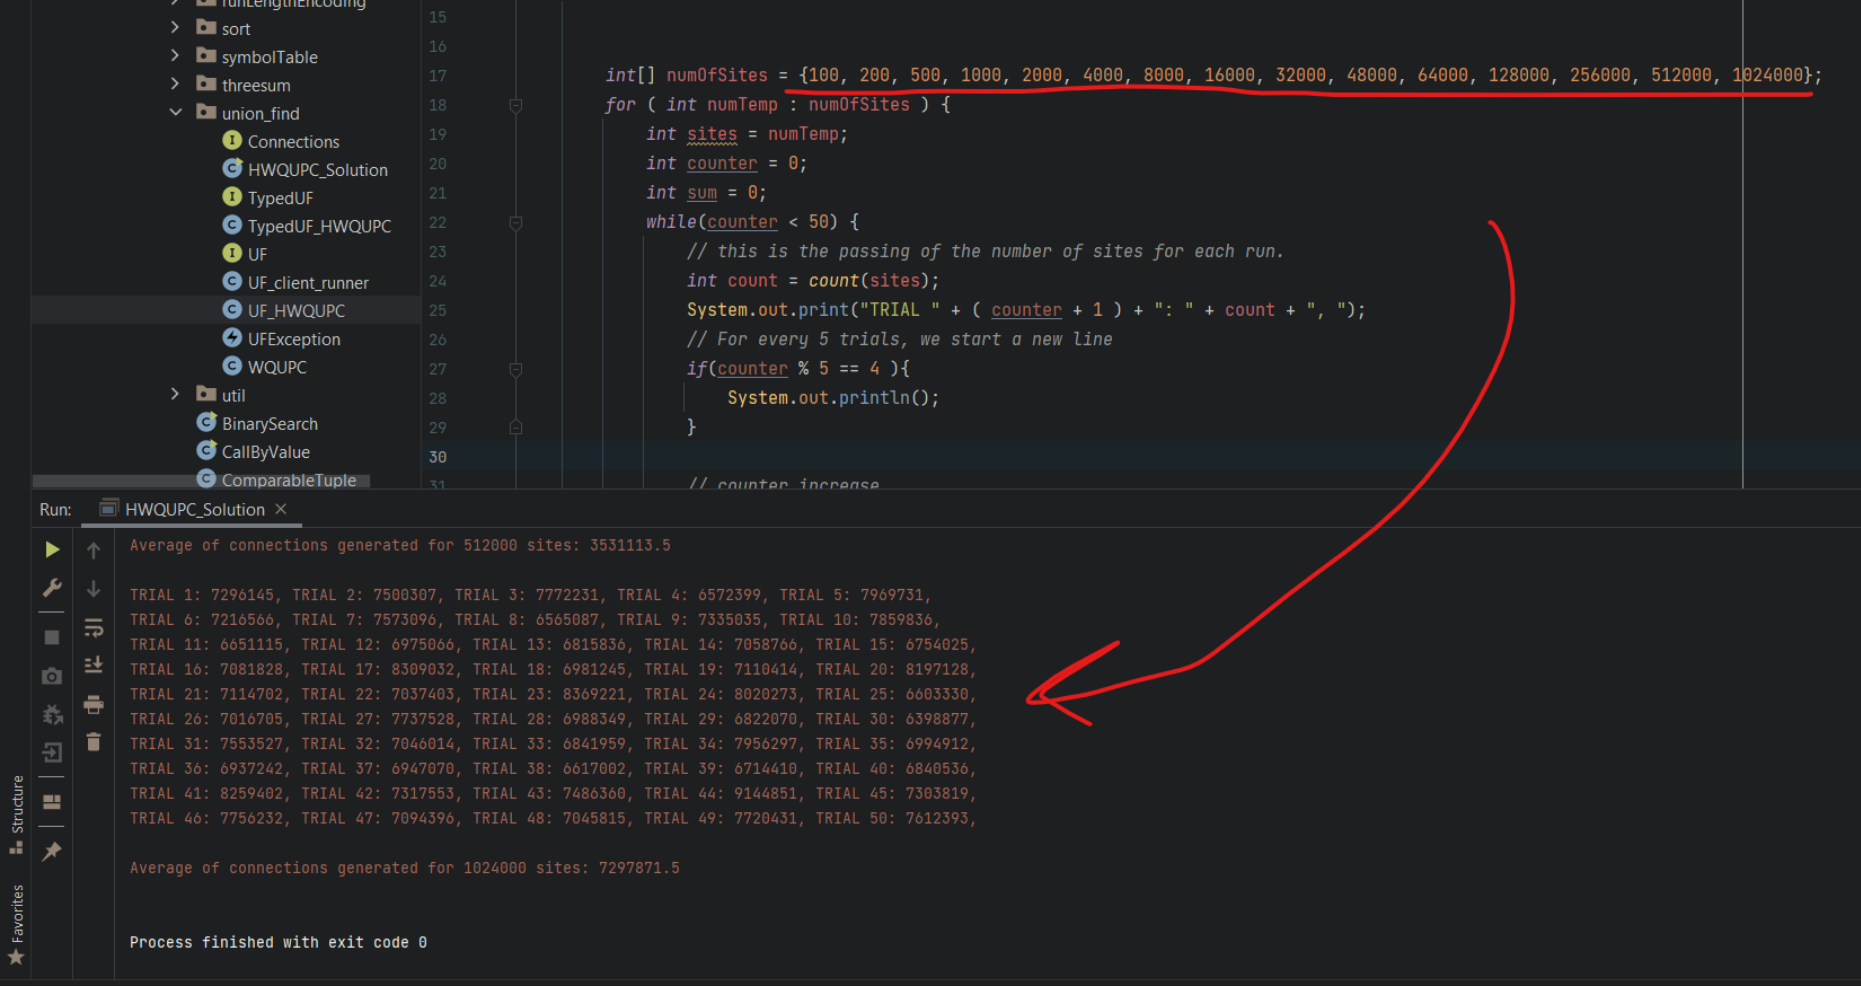 runLengthEncoding
sort
symbolTable
threesum
union_find
Connections
HWQUPC_Solution
TypedUF
TypedUF_HWQUPC
UF
UF_client_runner
UF_HWQUPC
UFException
WQUPC
util
BinarySearch
CallByValue
ComparableTuple
15
16
17 int[] numOfSites = {100, 200, 500, 1000, 2000, 4000, 8000, 16000, 32000, 48000, 64000, 128000, 256000, 512000, 1024000};
18 for ( int numTemp : numOfSites ) {
19 int sites = numTemp;
20 int counter = 0;
21 int sum = 0;
22 while(counter < 50) {
23 // this is the passing of the number of sites for each run.
24 int count = count(sites);
25 System.out.print("TRIAL " + ( counter + 1 ) + ": " + count + ", ");
26 // For every 5 trials, we start a new line
27 if(counter % 5 == 4 ){
28 System.out.println();
29 }
30
31 // counter increase
Run: HWQUPC_Solution
Average of connections generated for 512000 sites: 3531113.5
TRIAL 1: 7296145, TRIAL 2: 7500307, TRIAL 3: 7772231, TRIAL 4: 6572399, TRIAL 5: 7969731,
TRIAL 6: 7216566, TRIAL 7: 7573096, TRIAL 8: 6565087, TRIAL 9: 7335035, TRIAL 10: 7859836,
TRIAL 11: 6651115, TRIAL 12: 6975066, TRIAL 13: 6815836, TRIAL 14: 7058766, TRIAL 15: 6754025,
TRIAL 16: 7081828, TRIAL 17: 8309032, TRIAL 18: 6981245, TRIAL 19: 7110414, TRIAL 20: 8197128,
TRIAL 21: 7114702, TRIAL 22: 7037403, TRIAL 23: 8369221, TRIAL 24: 8020273, TRIAL 25: 6603330,
TRIAL 26: 7016705, TRIAL 27: 7737528, TRIAL 28: 6988349, TRIAL 29: 6822070, TRIAL 30: 6398877,
TRIAL 31: 7553527, TRIAL 32: 7046014, TRIAL 33: 6841959, TRIAL 34: 7956297, TRIAL 35: 6994912,
TRIAL 36: 6937242, TRIAL 37: 6947070, TRIAL 38: 6617002, TRIAL 39: 6714410, TRIAL 40: 6840536,
TRIAL 41: 8259402, TRIAL 42: 7317553, TRIAL 43: 7486360, TRIAL 44: 9144851, TRIAL 45: 7303819,
TRIAL 46: 7756232, TRIAL 47: 7094396, TRIAL 48: 7045815, TRIAL 49: 7720431, TRIAL 50: 7612393,
Average of connections generated for 1024000 sites: 7297871.5
Process finished with exit code 0
Structure
Favorites